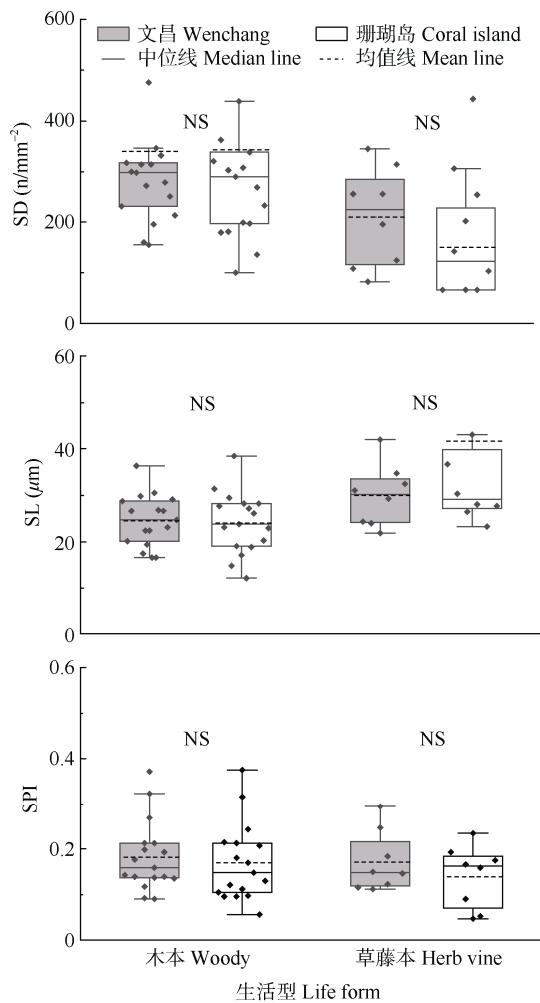 600
文昌 Wenchang 珊瑚岛 Coral island
中位线 Median line 均值线 Mean line
NS NS
400
SD (n/mm⁻²)
200
0
60
NS NS
40
SL (μm)
20
0
0.6
NS NS
0.4
SPI
0.2
0
木本 Woody 草藤本 Herb vine
生活型 Life form